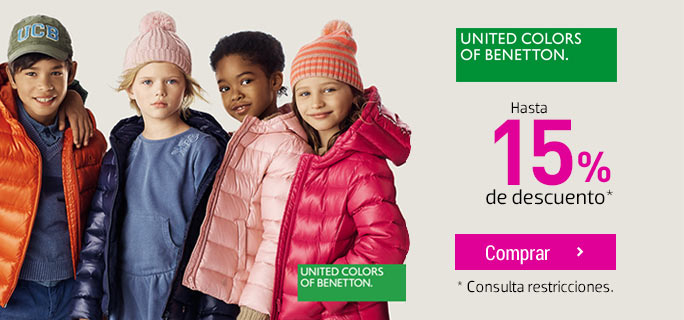 UCB
UNITED COLORS
OF BENETTON.
UNITED COLORS
OF BENETTON.
Hasta
15%
de descuento*
Comprar >
* Consulta restricciones.